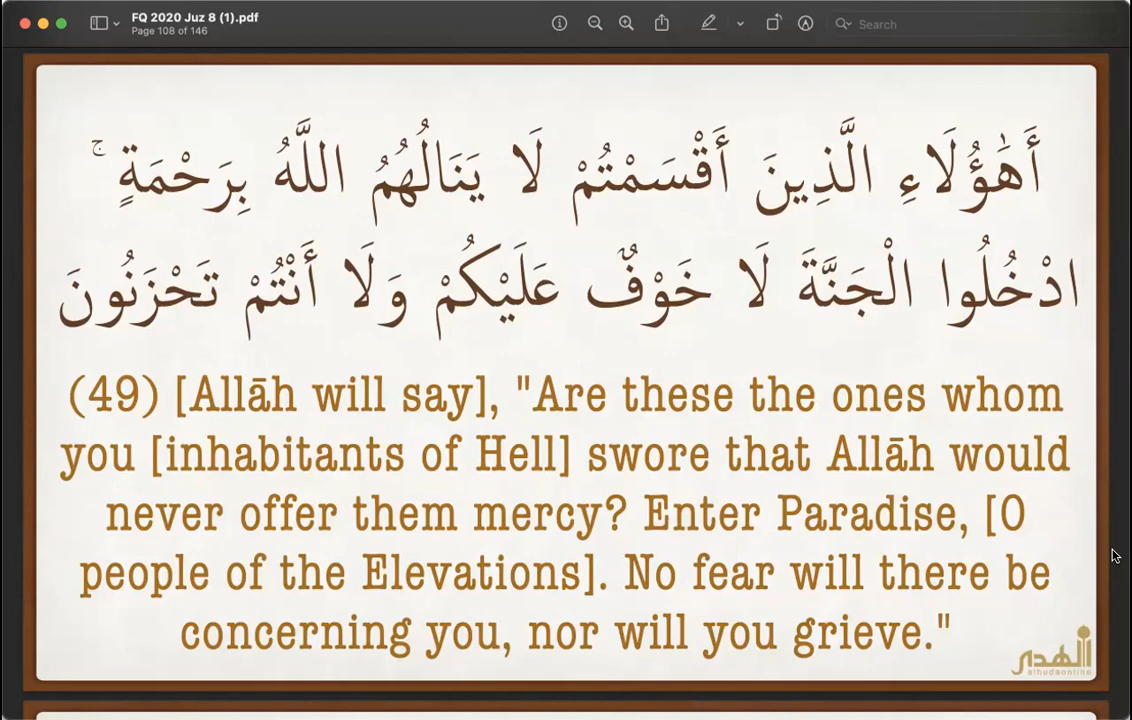 FQ 2020 Juz 8 (1).pdf
Page 108 of 146
Search
أَهَٰؤُلَاءِ الَّذِينَ أَقْسَمْتُمْ لَا يَنَالُهُمُ اللَّهُ بِرَحْمَةٍ ۚ
ادْخُلُوا الْجَنَّةَ لَا خَوْفٌ عَلَيْكُمْ وَلَا أَنْتُمْ تَحْزَنُونَ
(49) [Allāh will say], "Are these the ones whom
you [inhabitants of Hell] swore that Allāh would
never offer them mercy? Enter Paradise, [O
people of the Elevations]. No fear will there be
concerning you, nor will you grieve."
الهدى
alhudaonline